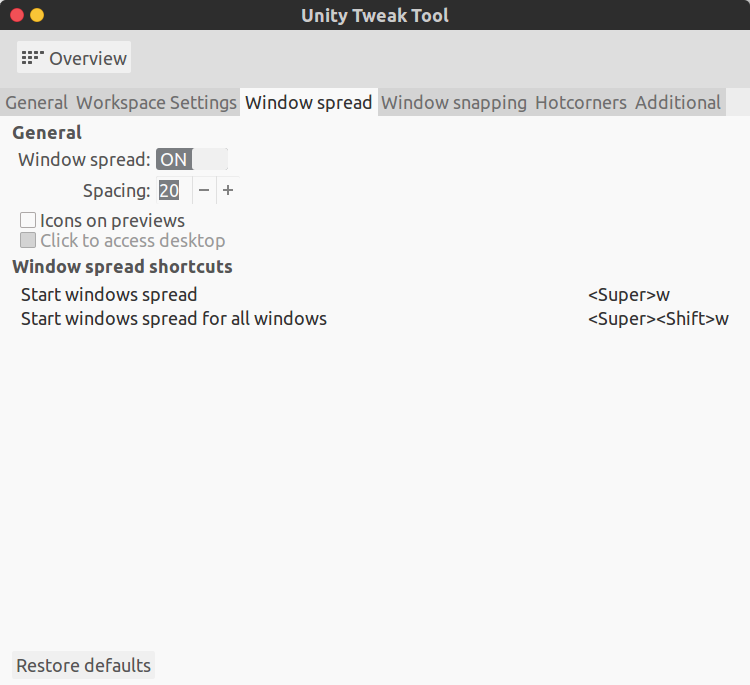 Unity Tweak Tool
Overview
General Workspace Settings Window spread Window snapping Hotcorners Additional
General
Window spread: ON
Spacing: 20 − +
Icons on previews
Click to access desktop
Window spread shortcuts
Start windows spread <Super>w
Start windows spread for all windows <Super><Shift>w
Restore defaults